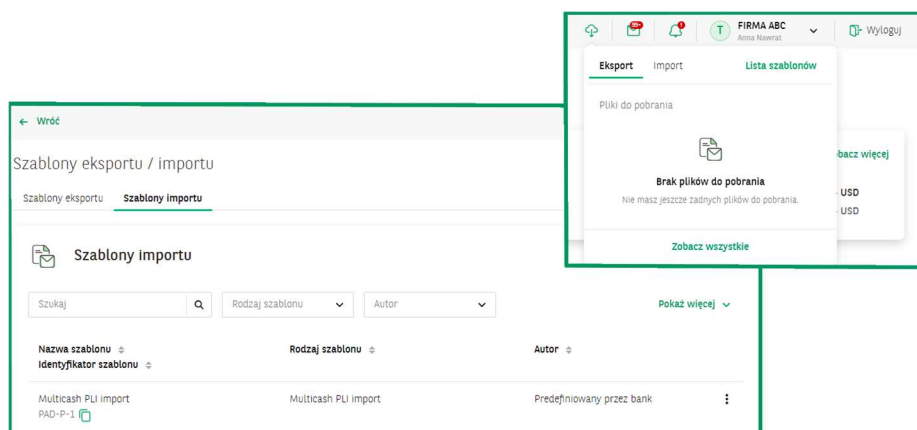 99+
1
T
FIRMA ABC
Anna Nawrat
Wyloguj
Eksport Import Lista szablonów
Pliki do pobrania
Brak plików do pobrania
Nie masz jeszcze żadnych plików do pobrania.
Zobacz wszystkie
obacz więcej
USD
USD
← Wróć
Szablony eksportu / importu
Szablony eksportu Szablony importu
Szablony importu
Szukaj Rodzaj szablonu Autor Pokaż więcej
Nazwa szablonu Rodzaj szablonu Autor
Identyfikator szablonu
Multicash PLI import Multicash PLI import Predefiniowany przez bank
PAD-P-1